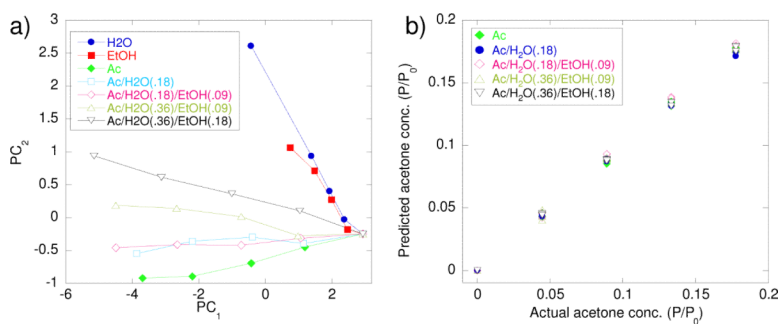 a)
3
2.5
2
1.5
1
0.5
0
-0.5
-1
PC2
-6
-4
-2
0
2
4
PC1
H2O
EtOH
Ac
Ac/H2O(.18)
Ac/H2O(.18)/EtOH(.09)
Ac/H2O(.36)/EtOH(.09)
Ac/H2O(.36)/EtOH(.18)
b)
0.2
0.15
0.1
0.05
0
Predicted acetone conc. (P/P0)
0
0.05
0.1
0.15
0.2
Actual acetone conc. (P/P0)
Ac
Ac/H2O(.18)
Ac/H2O(.18)/EtOH(.09)
Ac/H2O(.36)/EtOH(.09)
Ac/H2O(.36)/EtOH(.18)